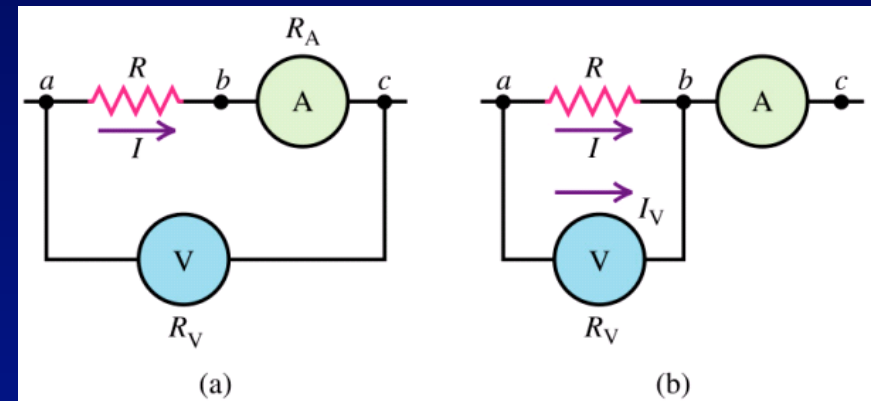 R_A
a R b A c
I
V
R_V
(a)
a R b A c
I
I_V
V
R_V
(b)